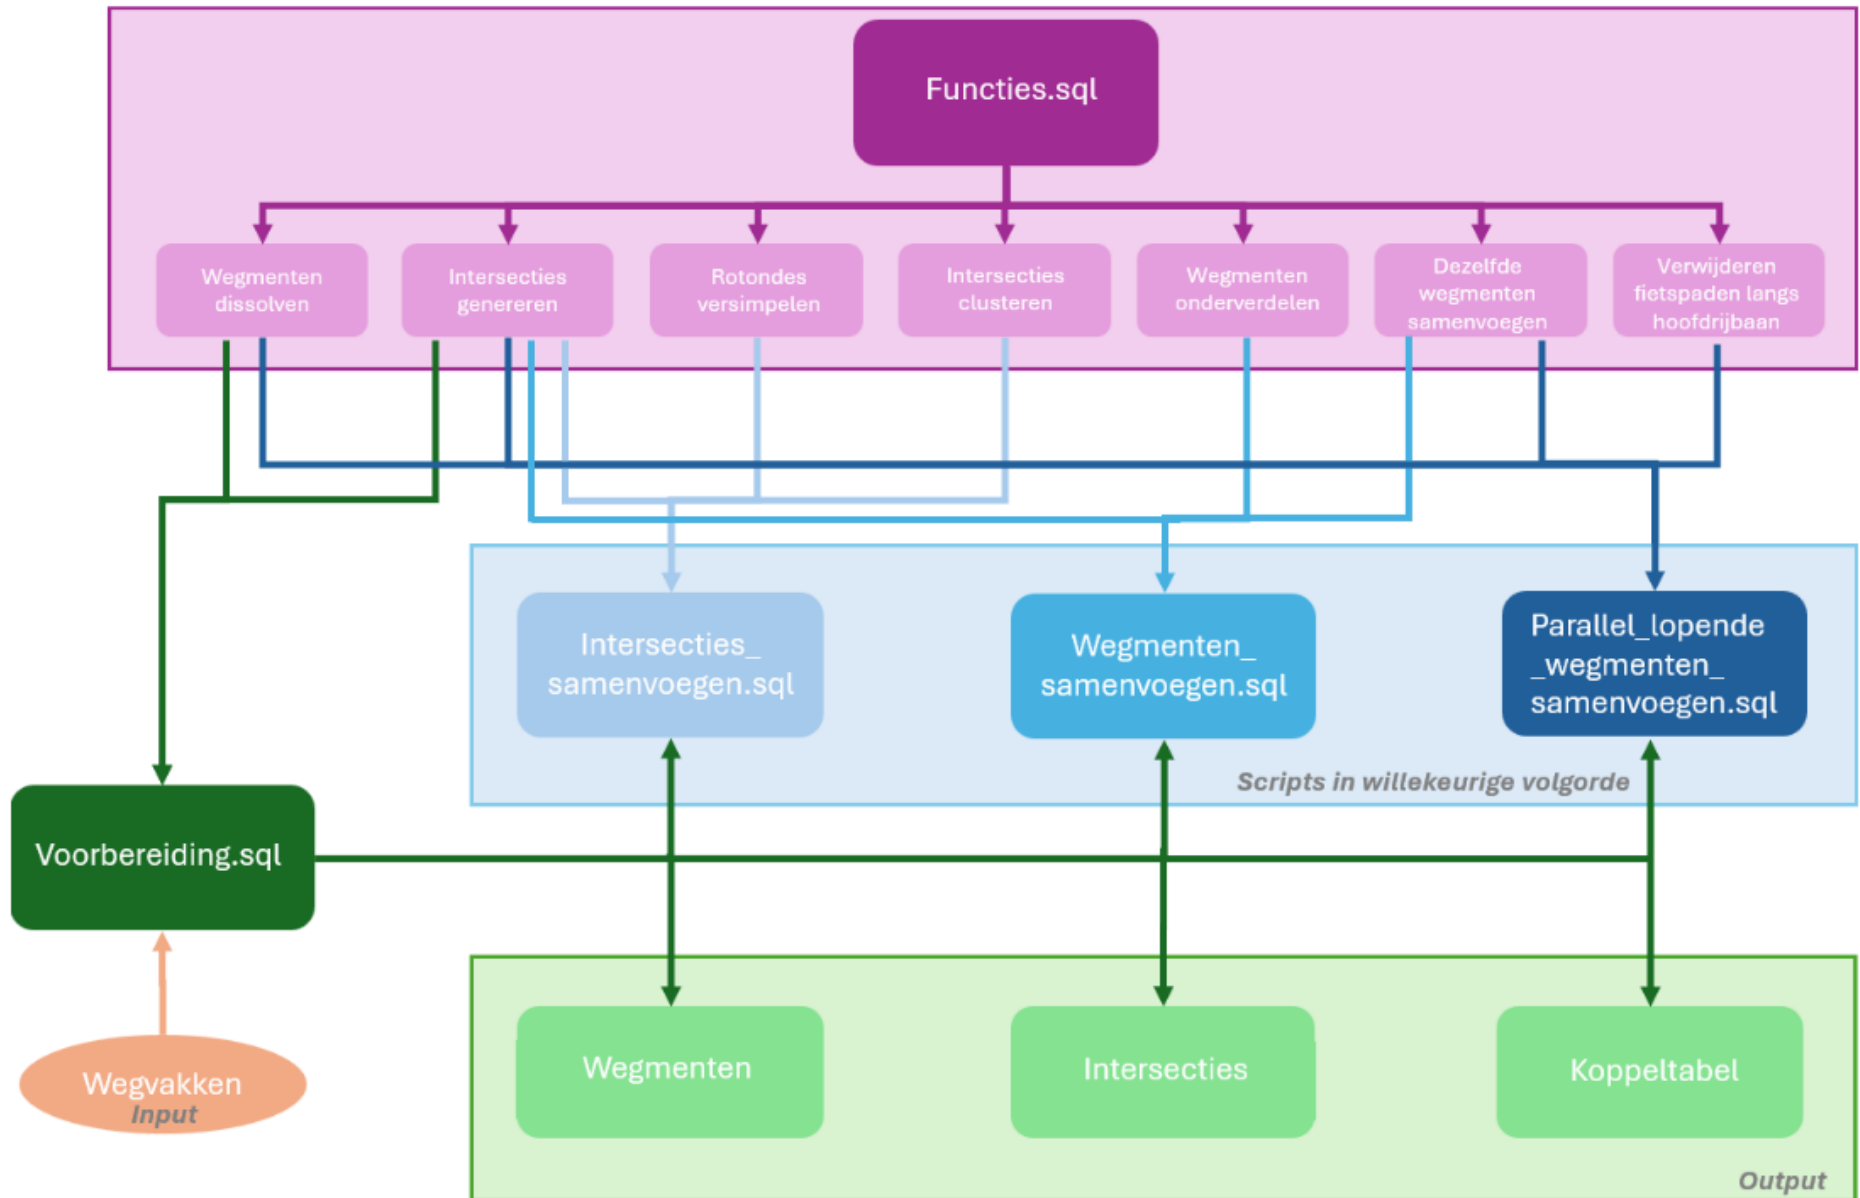 Functies.sql
Wegmenten
dissolven
Intersecties
genereren
Rotondes
versimpelen
Intersecties
clusteren
Wegmenten
onderverdelen
Dezelfde
wegmenten
samenvoegen
Verwijderen
fietspaden langs
hoofdrijbaan
Intersecties_
samenvoegen.sql
Wegmenten_
samenvoegen.sql
Parallel_lopende
_wegmenten_
samenvoegen.sql
Scripts in willekeurige volgorde
Voorbereiding.sql
Wegvakken
Input
Wegmenten
Intersecties
Koppeltabel
Output